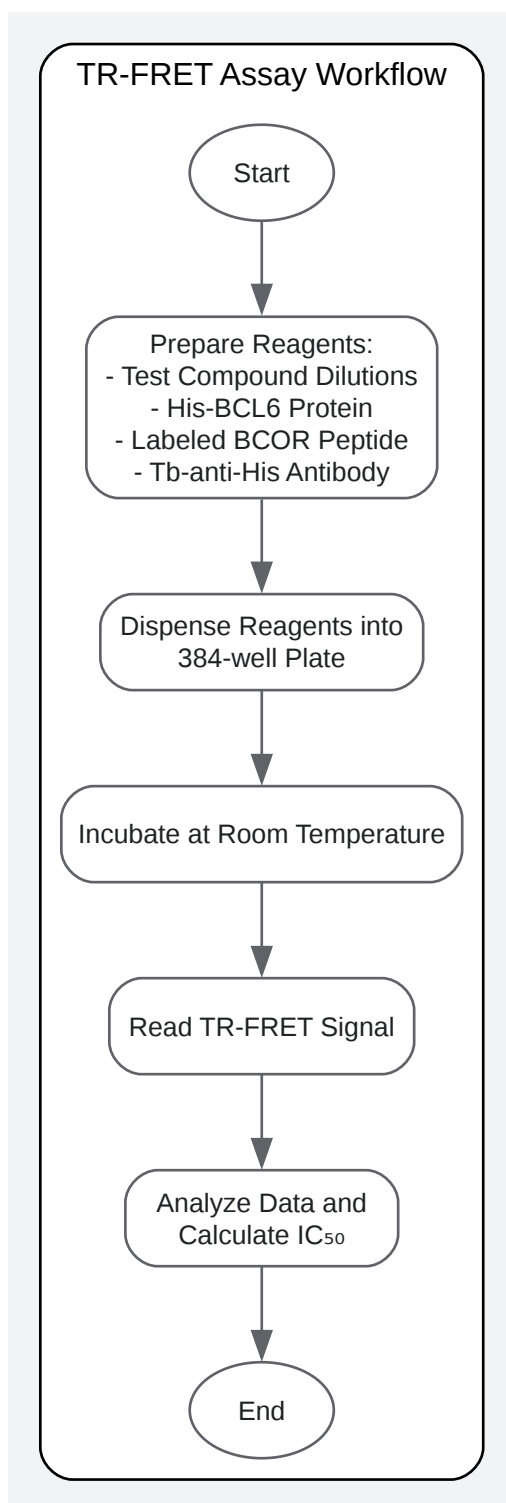 TR-FRET Assay Workflow
Start
Prepare Reagents:
- Test Compound Dilutions
- His-BCL6 Protein
- Labeled BCOR Peptide
- Tb-anti-His Antibody
Dispense Reagents into
384-well Plate
Incubate at Room Temperature
Read TR-FRET Signal
Analyze Data and
Calculate IC₅₀
End